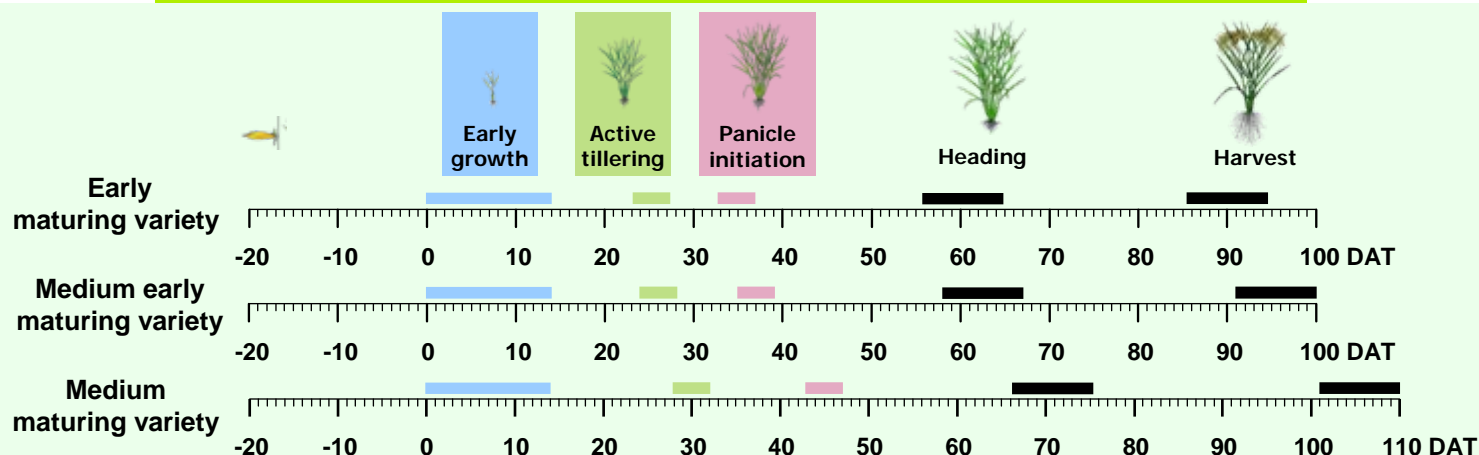 Early
growth
Active
tillering
Panicle
initiation
Heading
Harvest
Early
maturing variety
-20 -10 0 10 20 30 40 50 60 70 80 90 100 DAT
Medium early
maturing variety
-20 -10 0 10 20 30 40 50 60 70 80 90 100 DAT
Medium
maturing variety
-20 -10 0 10 20 30 40 50 60 70 80 90 100 110 DAT